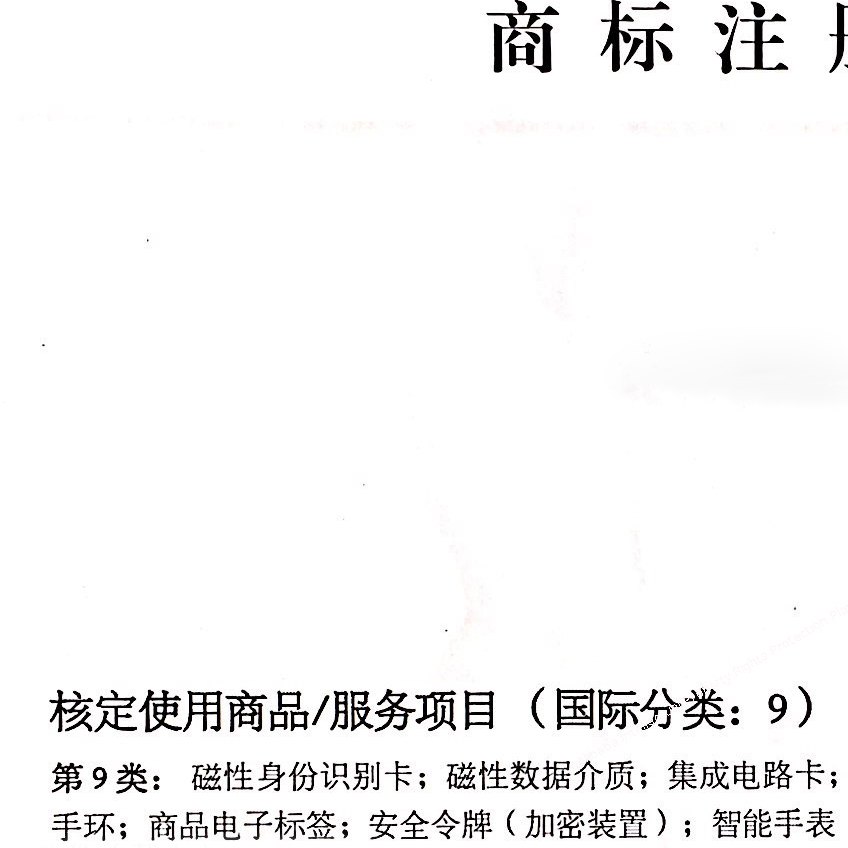 商标注
核定使用商品/服务项目（国际分类：9）
第9类：磁性身份识别卡；磁性数据介质；集成电路卡；
手环；商品电子标签；安全令牌（加密装置）；智能手表